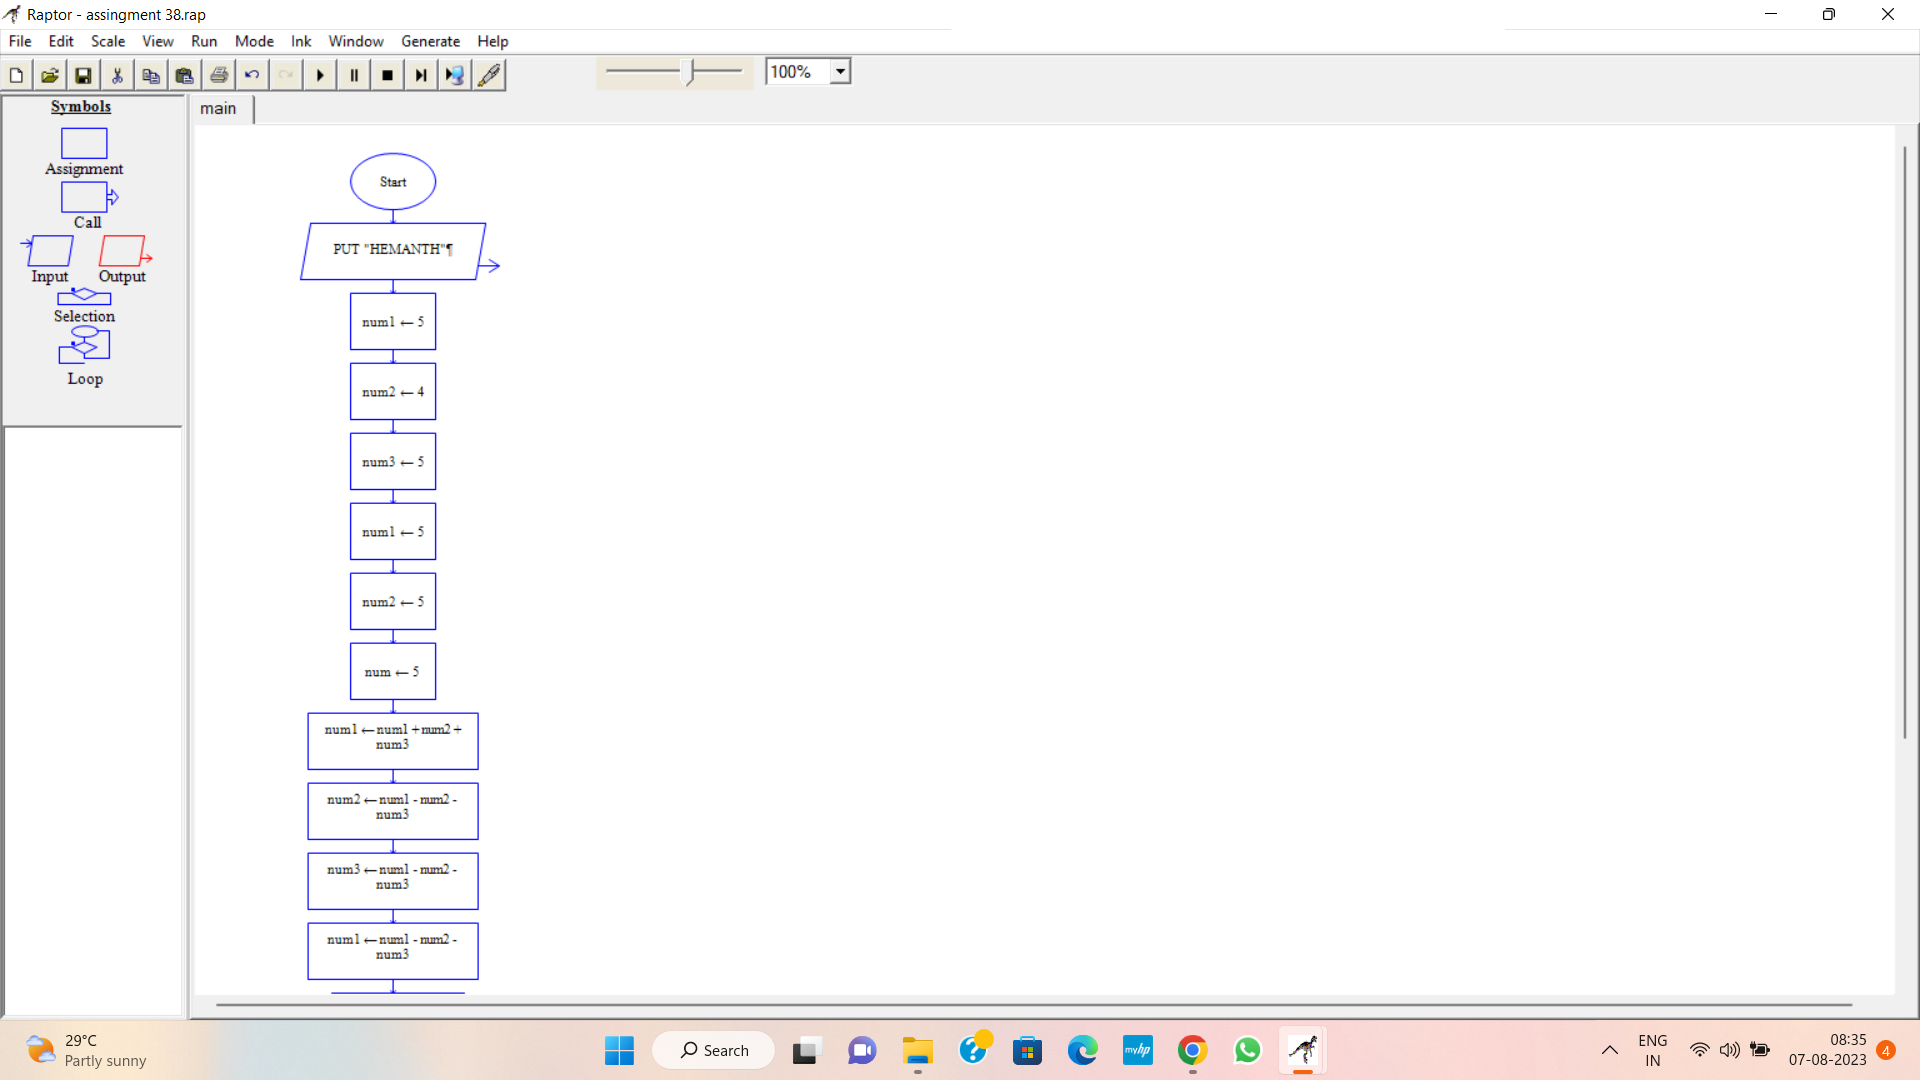 Raptor - assingment 38.rap
File Edit Scale View Run Mode Ink Window Generate Help
100%
Symbols
Assignment
Call
Input Output
Selection
Loop
main
Start
PUT "HEMANTH"¶
num1 ← 5
num2 ← 4
num3 ← 5
num1 ← 5
num2 ← 5
num ← 5
num1 ← num1 + num2 +
num3
num2 ← num1 - num2 -
num3
num3 ← num1 - num2 -
num3
num1 ← num1 - num2 -
num3
29°C
Partly sunny
Search
myhp
ENG
IN
08:35
07-08-2023
4